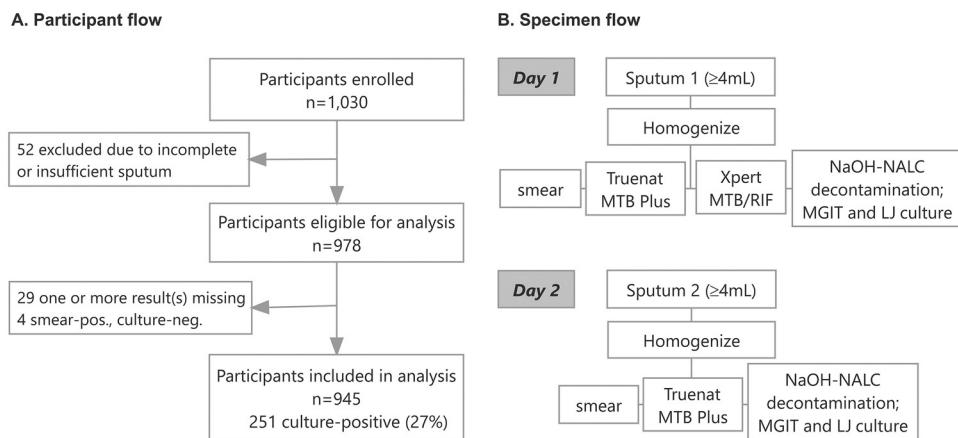 A. Participant flow
Participants enrolled
n=1,030
52 excluded due to incomplete
or insufficient sputum
Participants eligible for analysis
n=978
29 one or more result(s) missing
4 smear-pos., culture-neg.
Participants included in analysis
n=945
251 culture-positive (27%)
B. Specimen flow
Day 1
Sputum 1 (≥4mL)
Homogenize
smear
Truenat
MTB Plus
Xpert
MTB/RIF
NaOH-NALC
decontamination;
MGIT and LJ culture
Day 2
Sputum 2 (≥4mL)
Homogenize
smear
Truenat
MTB Plus
NaOH-NALC
decontamination;
MGIT and LJ culture